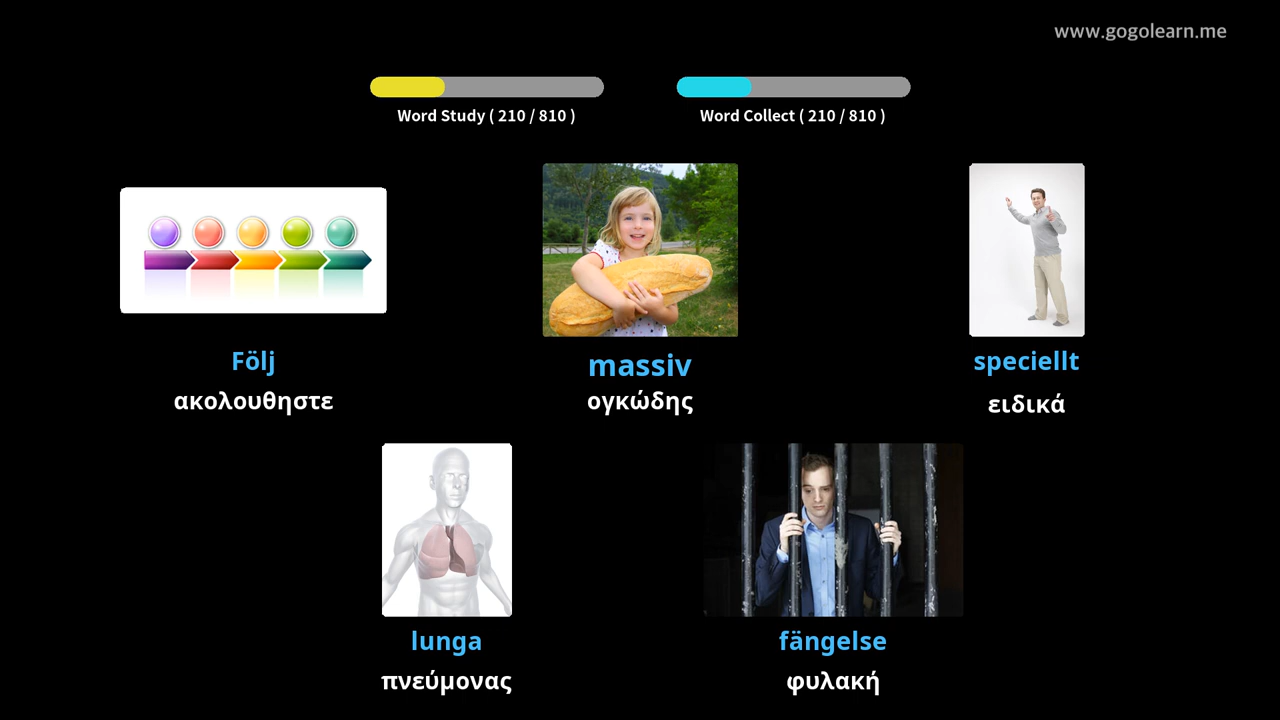 www.gogolearn.me
Word Study ( 210 / 810 )
Word Collect ( 210 / 810 )
Följ
ακολουθηστε
massiv
ογκώδης
speciellt
ειδικά
lunga
πνεύμονας
fängelse
φυλακή